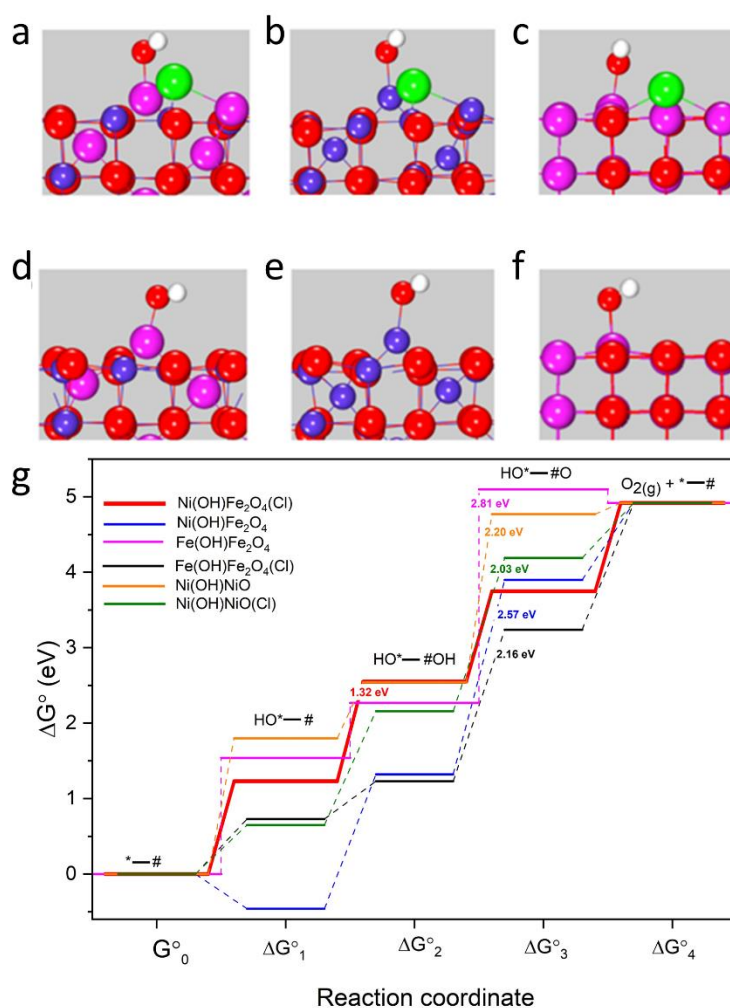 a
b
c
d
e
f
g
HO*— #O
O₂(g) + *— #
Ni(OH)Fe₂O₄(Cl)
Ni(OH)Fe₂O₄
Fe(OH)Fe₂O₄
Fe(OH)Fe₂O₄(Cl)
Ni(OH)NiO
Ni(OH)NiO(Cl)
2.81 eV
2.20 eV
2.03 eV
2.57 eV
2.16 eV
HO*— #OH
1.32 eV
HO*— #
*— #
ΔG° (eV)
5
4
3
2
1
0
G°₀
ΔG°₁
ΔG°₂
ΔG°₃
ΔG°₄
Reaction coordinate